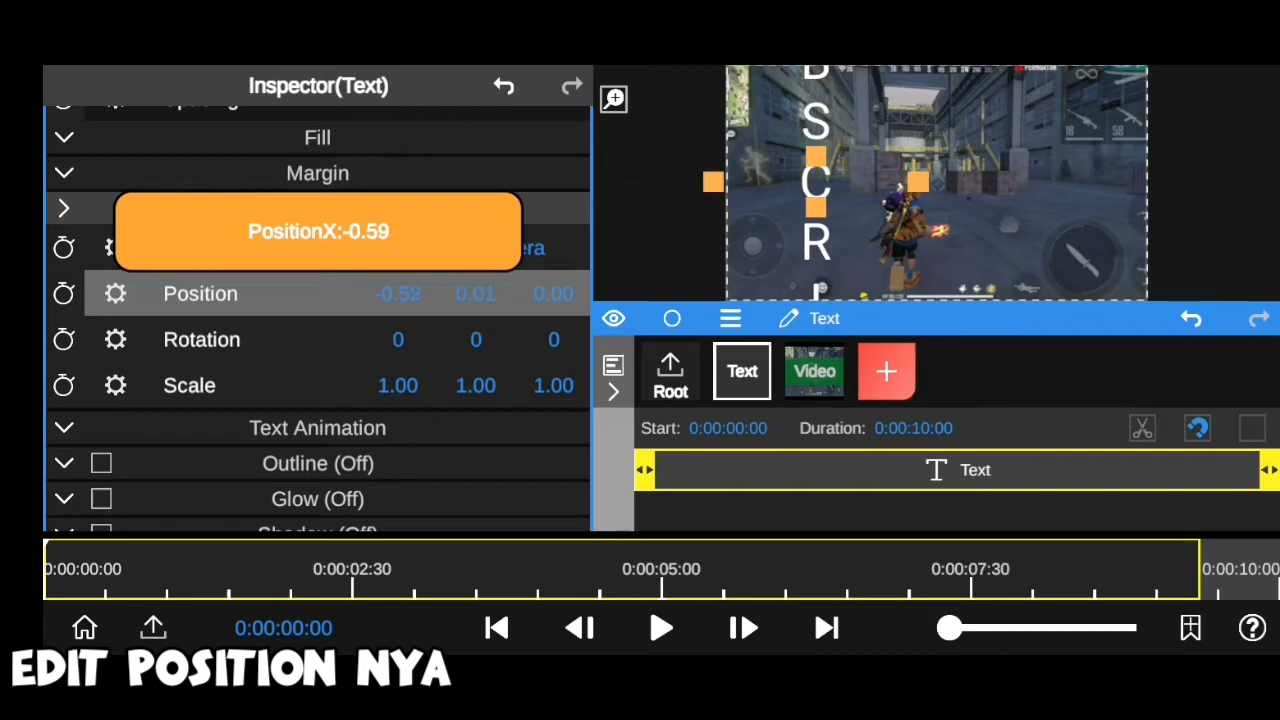 Inspector(Text)
Fill
Margin
PositionX:-0.59
era
Position -0.59 0.01 0.00
Rotation 0 0 0
Scale 1.00 1.00 1.00
Text Animation
Outline (Off)
Glow (Off)
S
C
R
18 58
Text
Root Text Video
Start: 0:00:00:00 Duration: 0:00:10:00
Text
0:00:00:00 0:00:02:30 0:00:05:00 0:00:07:30 0:00:10:00
0:00:00:00
EDIT POSITION NYA